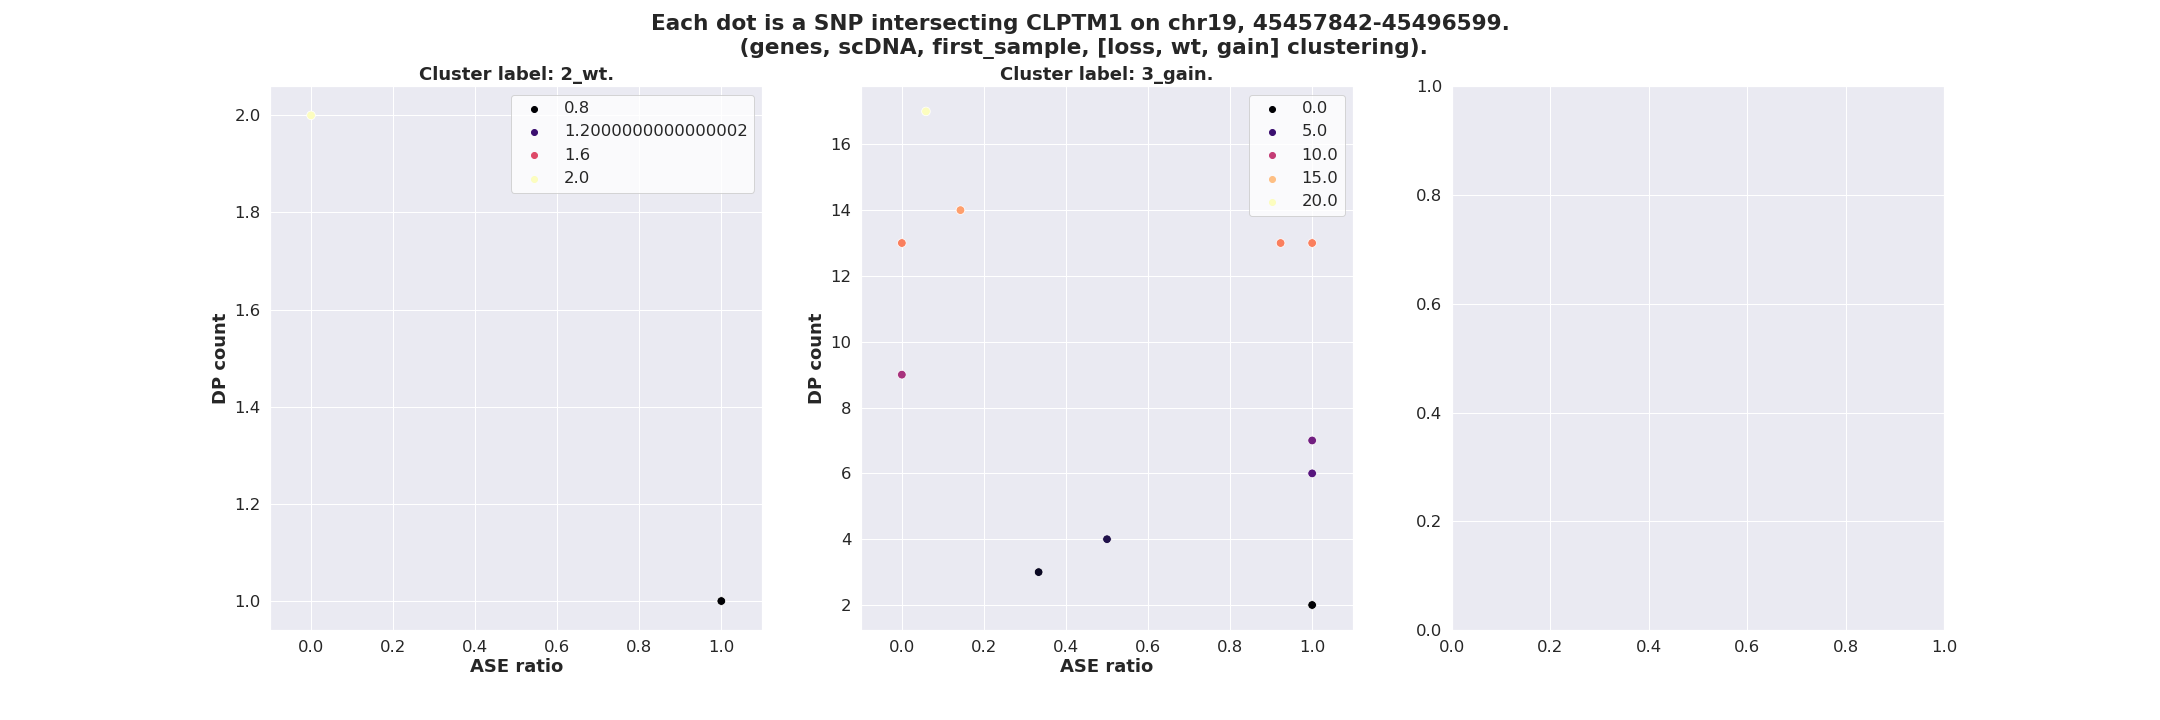 Each dot is a SNP intersecting CLPTM1 on chr19, 45457842-45496599.
(genes, scDNA, first_sample, [loss, wt, gain] clustering).
Cluster label: 2_wt.
2.0
1.8
1.6
1.4
1.2
1.0
DP count
0.8
1.2000000000000002
1.6
2.0
0.0 0.2 0.4 0.6 0.8 1.0
ASE ratio
Cluster label: 3_gain.
16
14
12
10
8
6
4
2
DP count
0.0
5.0
10.0
15.0
20.0
0.0 0.2 0.4 0.6 0.8 1.0
ASE ratio
1.0
0.8
0.6
0.4
0.2
0.0
0.0 0.2 0.4 0.6 0.8 1.0